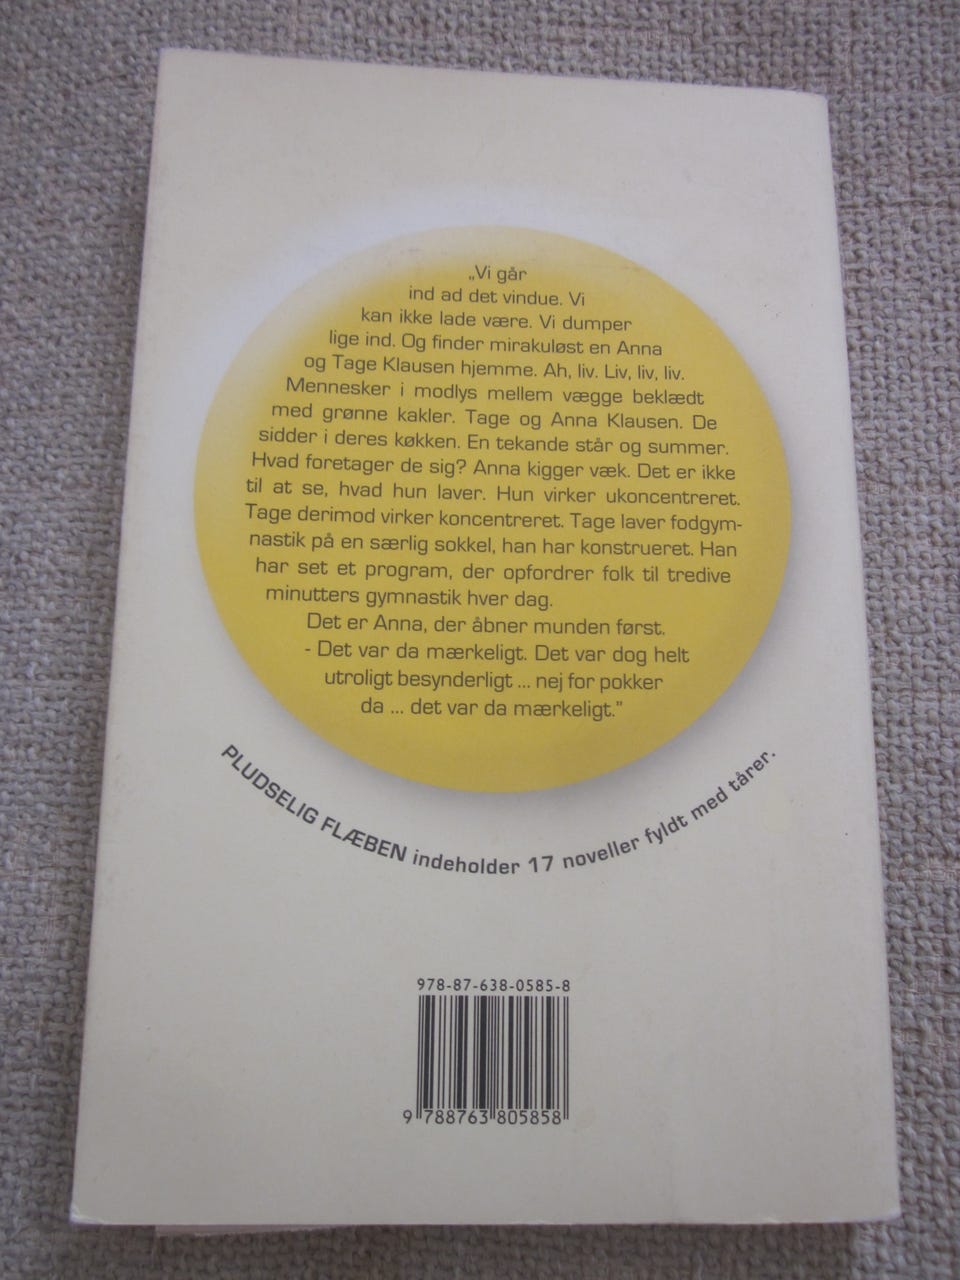 „Vi går
ind ad det vindue. Vi
kan ikke lade være. Vi dumper
lige ind. Og finder mirakuløst en Anna
og Tage Klausen hjemme. Ah, liv. Liv, liv, liv.
Mennesker i modlys mellem vægge beklædt
med grønne kakler. Tage og Anna Klausen. De
sidder i deres køkken. En tekande står og summer.
Hvad foretager de sig? Anna kigger væk. Det er ikke
til at se, hvad hun laver. Hun virker ukoncentreret.
Tage derimod virker koncentreret. Tage laver fodgym-
nastik på en særlig sokkel, han har konstrueret. Han
har set et program, der opfordrer folk til tredive
minutters gymnastik hver dag.
Det er Anna, der åbner munden først.
- Det var da mærkeligt. Det var dog helt
utroligt besynderligt ... nej for pokker
da ... det var da mærkeligt.”
PLUDSELIG FLÆBEN indeholder 17 noveller fyldt med tårer.
978-87-638-0585-8
9 788763 805858